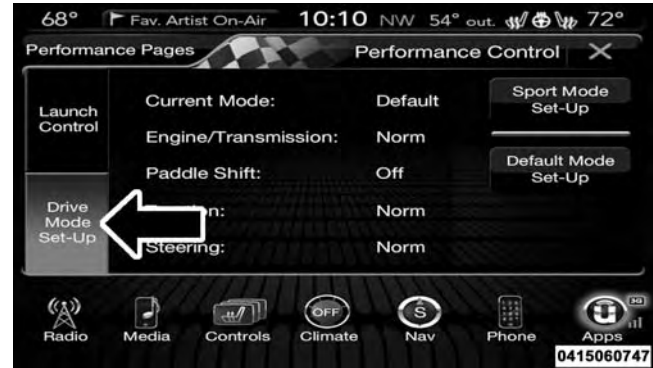 68° Fav. Artist On-Air 10:10 NW 54° out. 72°
Performance Pages Performance Control
Launch
Control
Drive
Mode
Set-Up
Current Mode: Default
Engine/Transmission: Norm
Paddle Shift: Off
Norm
Steering: Norm
Sport Mode
Set-Up
Default Mode
Set-Up
OFF S U 3G
Radio Media Controls Climate Nav Phone Apps
0415060747